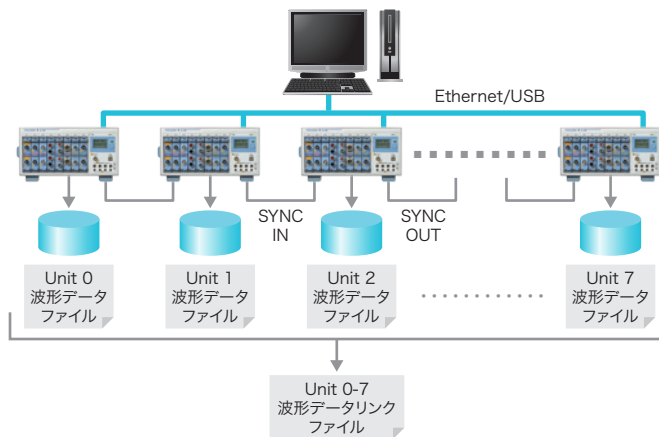 Ethernet/USB
SYNC
IN
SYNC
OUT
Unit 0
波形データ
ファイル
Unit 1
波形データ
ファイル
Unit 2
波形データ
ファイル
Unit 7
波形データ
ファイル
Unit 0-7
波形データリンク
ファイル